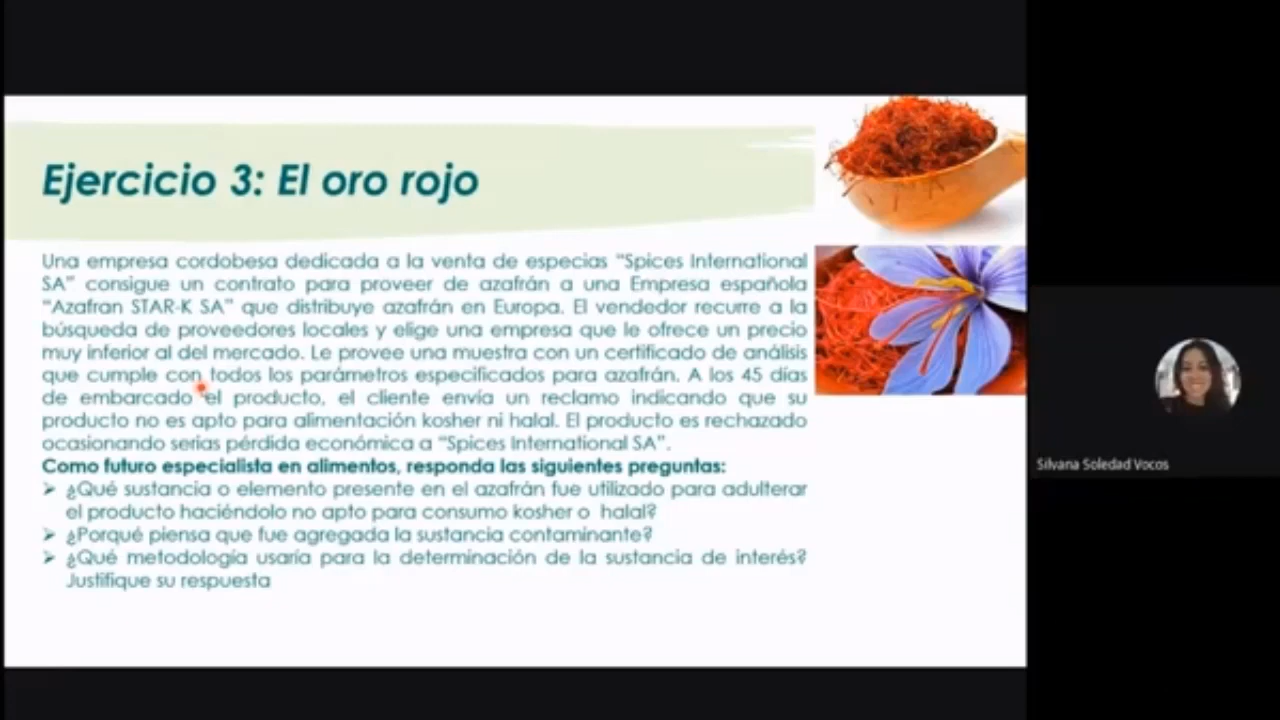 Ejercicio 3: El oro rojo
Una empresa cordobesa dedicada a la venta de especias “Spices International
SA” consigue un contrato para proveer de azafrán a una Empresa española
“Azafran STAR-K SA” que distribuye azafrán en Europa. El vendedor recurre a la
búsqueda de proveedores locales y elige una empresa que le ofrece un precio
muy inferior al del mercado. Le provee una muestra con un certificado de análisis
que cumple con todos los parámetros especificados para azafrán. A los 45 días
de embarcado el producto, el cliente envía un reclamo indicando que su
producto no es apto para alimentación kosher ni halal. El producto es rechazado
ocasionando serias pérdida económica a “Spices International SA”.
Como futuro especialista en alimentos, responda las siguientes preguntas:
➢ ¿Qué sustancia o elemento presente en el azafrán fue utilizado para adulterar
el producto haciéndolo no apto para consumo kosher o halal?
➢ ¿Porqué piensa que fue agregada la sustancia contaminante?
➢ ¿Qué metodología usaría para la determinación de la sustancia de interés?
Justifique su respuesta
Silvana Soledad Vocos